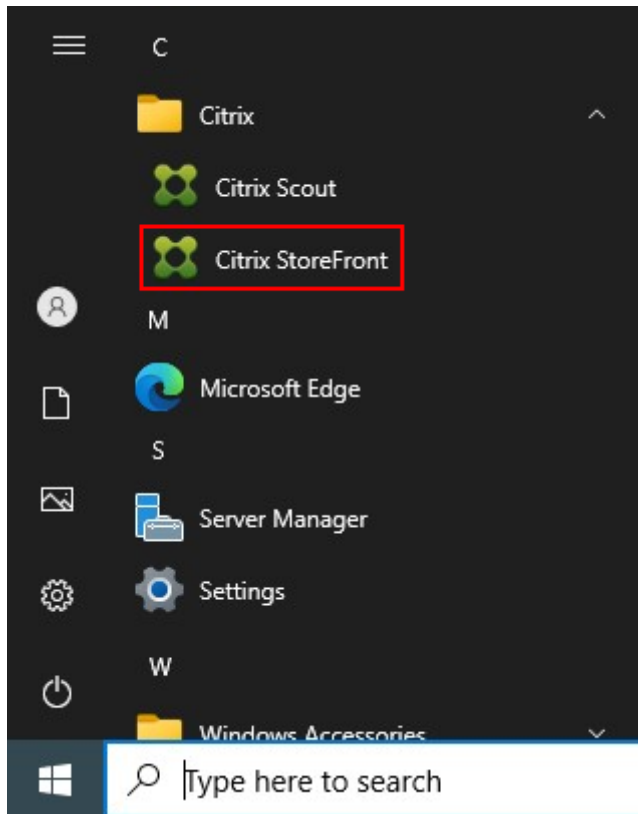 C
Citrix
Citrix Scout
Citrix StoreFront
M
Microsoft Edge
S
Server Manager
Settings
W
Windows Accessories
Type here to search